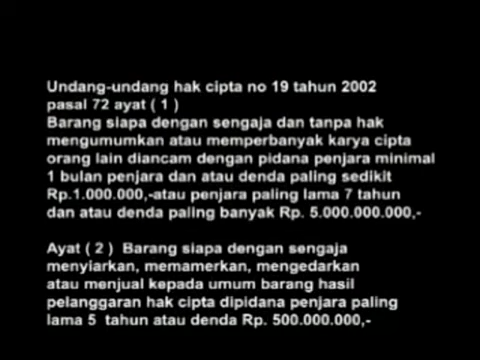 Undang-undang hak cipta no 19 tahun 2002
pasal 72 ayat ( 1 )
Barang siapa dengan sengaja dan tanpa hak
mengumumkan atau memperbanyak karya cipta
orang lain diancam dengan pidana penjara minimal
1 bulan penjara dan atau denda paling sedikit
Rp.1.000.000,-atau penjara paling lama 7 tahun
dan atau denda paling banyak Rp. 5.000.000.000,-
Ayat ( 2 ) Barang siapa dengan sengaja
menyiarkan, memamerkan, mengedarkan
atau menjual kepada umum barang hasil
pelanggaran hak cipta dipidana penjara paling
lama 5 tahun atau denda Rp. 500.000.000,-